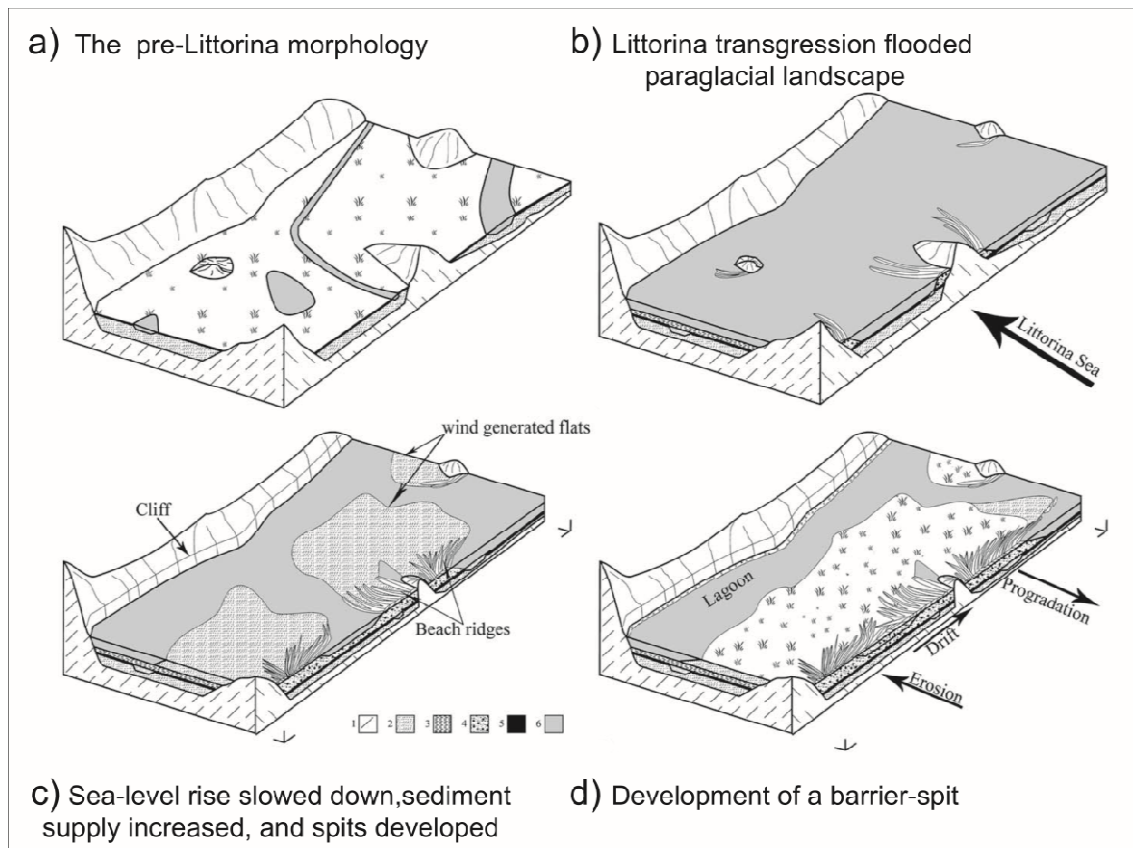 a) The pre-Littorina morphology
b) Littorina transgression flooded
paraglacial landscape
Littorina Sea
wind generated flats
Cliff
Beach ridges
1 2 3 4 5 6
Lagoon
Progradation
Drift
Erosion
c) Sea-level rise slowed down,sediment
supply increased, and spits developed
d) Development of a barrier-spit